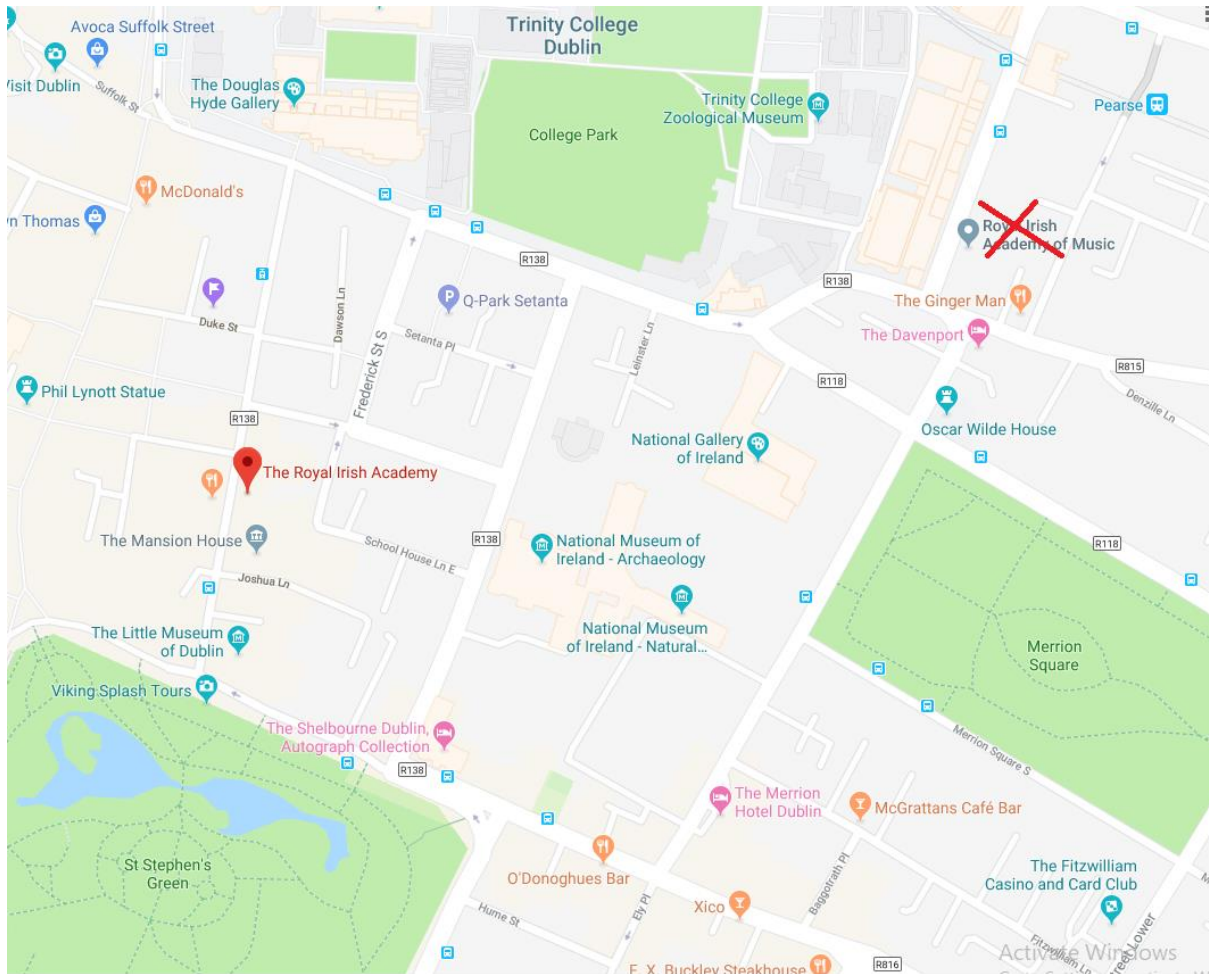 Trinity College
Dublin
Avoca Suffolk Street
Visit Dublin
Suffolk St
The Douglas
Hyde Gallery
Trinity College
Zoological Museum
Pearse
College Park
McDonald's
n Thomas
Royal Irish
Academy of Music
R138
R138
The Ginger Man
Q-Park Setanta
Dawson Ln
Duke St
Setanta Pl
Leinster Ln
The Davenport
Frederick St S
R118
R815
Denzille Ln
Phil Lynott Statue
R138
Oscar Wilde House
National Gallery
of Ireland
The Royal Irish Academy
The Mansion House
School House Ln E
R138
National Museum of
Ireland - Archaeology
R118
Joshua Ln
The Little Museum
of Dublin
National Museum
of Ireland - Natural...
Merrion
Square
Viking Splash Tours
The Shelbourne Dublin,
Autograph Collection
R138
Merrion Square S
The Merrion
Hotel Dublin
McGrattans Café Bar
St Stephen's
Green
O'Donoghues Bar
Baggotrath Pl
The Fitzwilliam
Casino and Card Club
Xico
Hume St
Ely Pl
Fitzwilliam Ln
Street Lower
Activate Windows
F. X. Buckley Steakhouse
R816